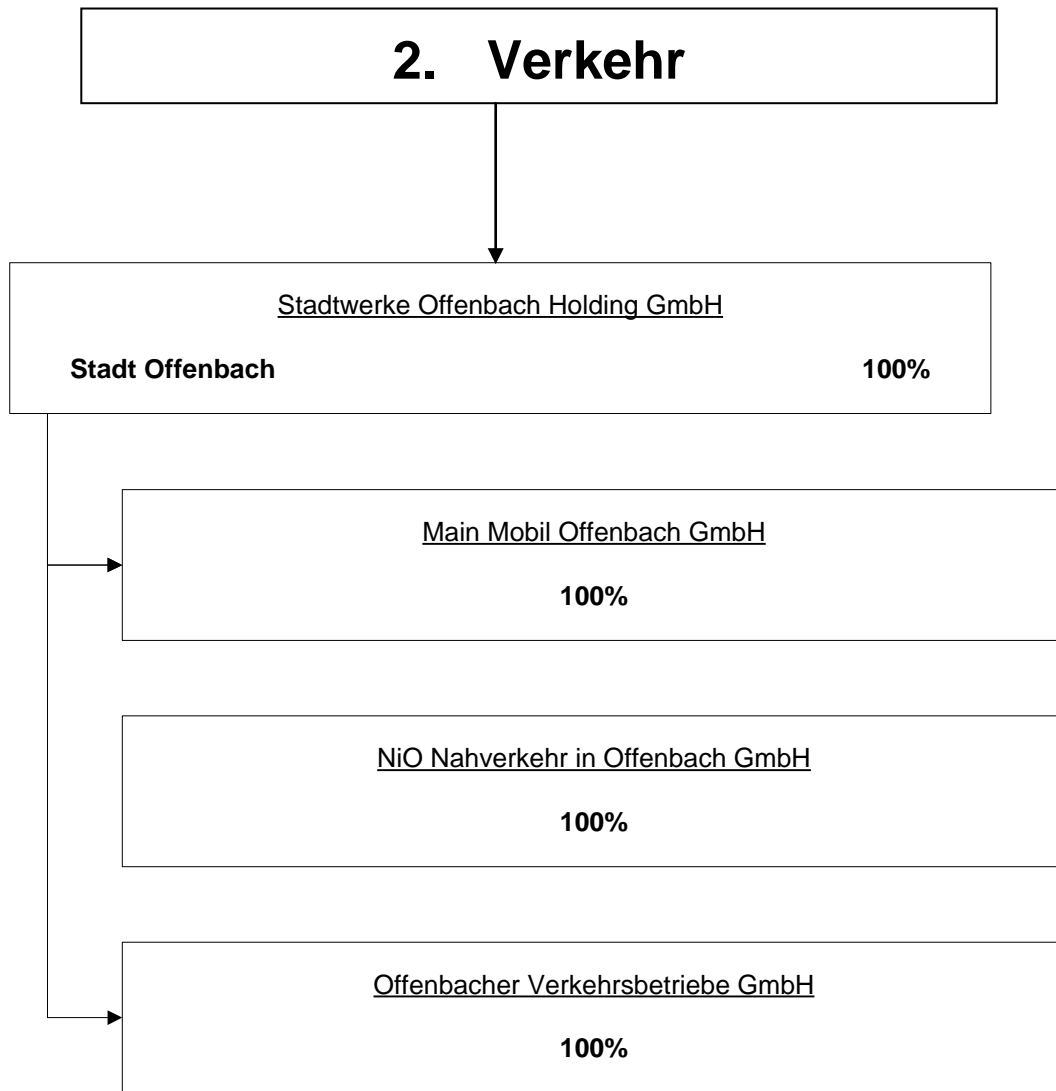 2. Verkehr
Stadtwerke Offenbach Holding GmbH
Stadt Offenbach 100%
Main Mobil Offenbach GmbH
100%
NiO Nahverkehr in Offenbach GmbH
100%
Offenbacher Verkehrsbetriebe GmbH
100%